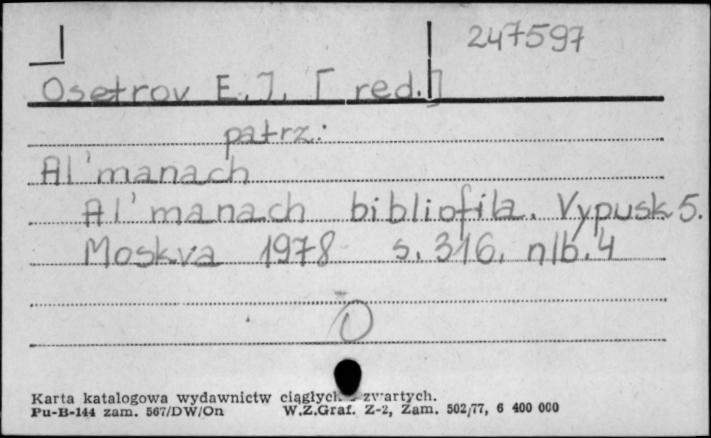 247597
Osetrov E. J. [red.]
patrz:
Al'manach
Al'manach bibliofila. Vypusk 5.
Moskva 1978 s. 316, nlb. 4
Karta katalogowa wydawnictw ciągłych i zwartych.
Pu-B-144 zam. 567/DW/On W.Z.Graf. Z-2, Zam. 502/77, 6 400 000